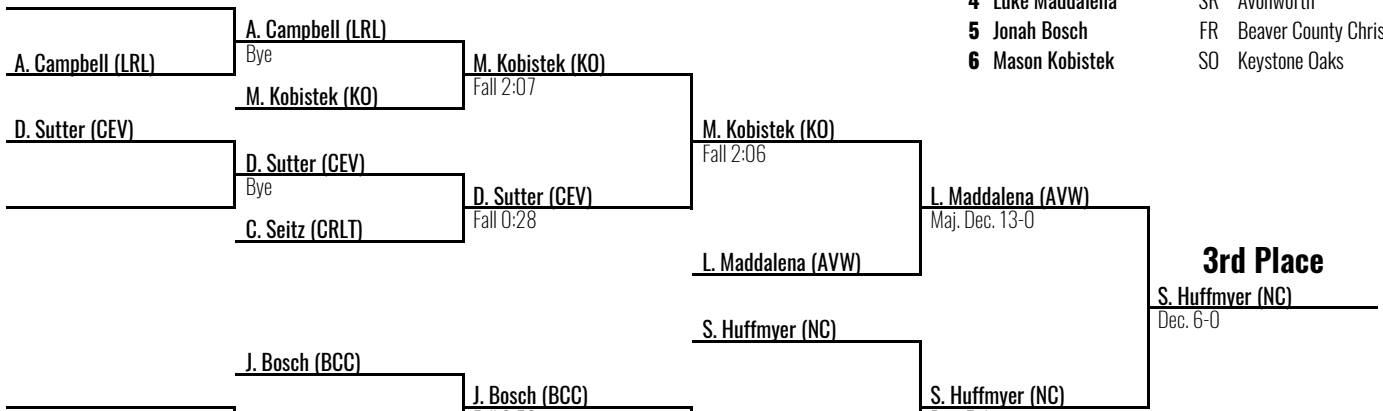 4 Luke Maddalena SR Avonworth
A. Campbell (LRL)
5 Jonah Bosch FR Beaver County Chris
Bye
A. Campbell (LRL)
M. Kobistek (KO)
6 Mason Kobistek SO Keystone Oaks
Fall 2:07
M. Kobistek (KO)
D. Sutter (CEV)
M. Kobistek (KO)
Fall 2:06
D. Sutter (CEV)
Bye
D. Sutter (CEV)
L. Maddalena (AVW)
Fall 0:28
Maj. Dec. 13-0
C. Seitz (CRLT)
L. Maddalena (AVW)
3rd Place
S. Huffmyer (NC)
Dec. 6-0
S. Huffmyer (NC)
J. Bosch (BCC)
J. Bosch (BCC)
S. Huffmyer (NC)